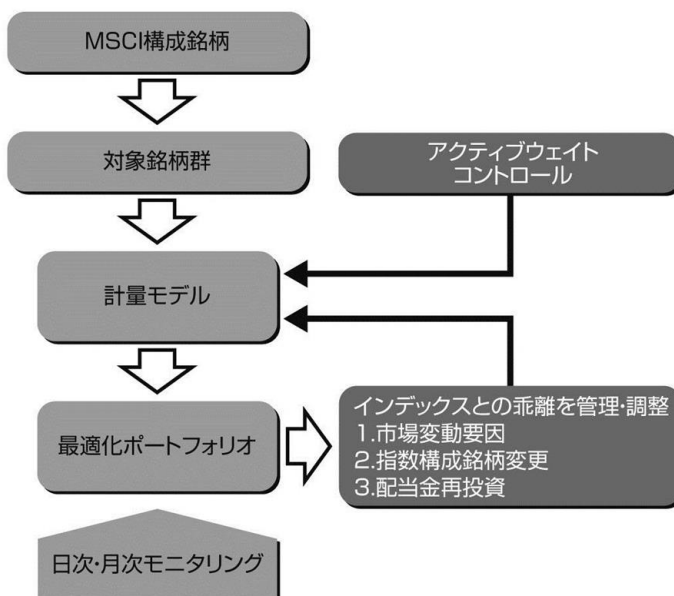 MSCI構成銘柄
対象銘柄群
アクティブウェイト
コントロール
計量モデル
最適化ポートフォリオ
インデックスとの乖離を管理・調整
1.市場変動要因
2.指数構成銘柄変更
3.配当金再投資
日次・月次モニタリング